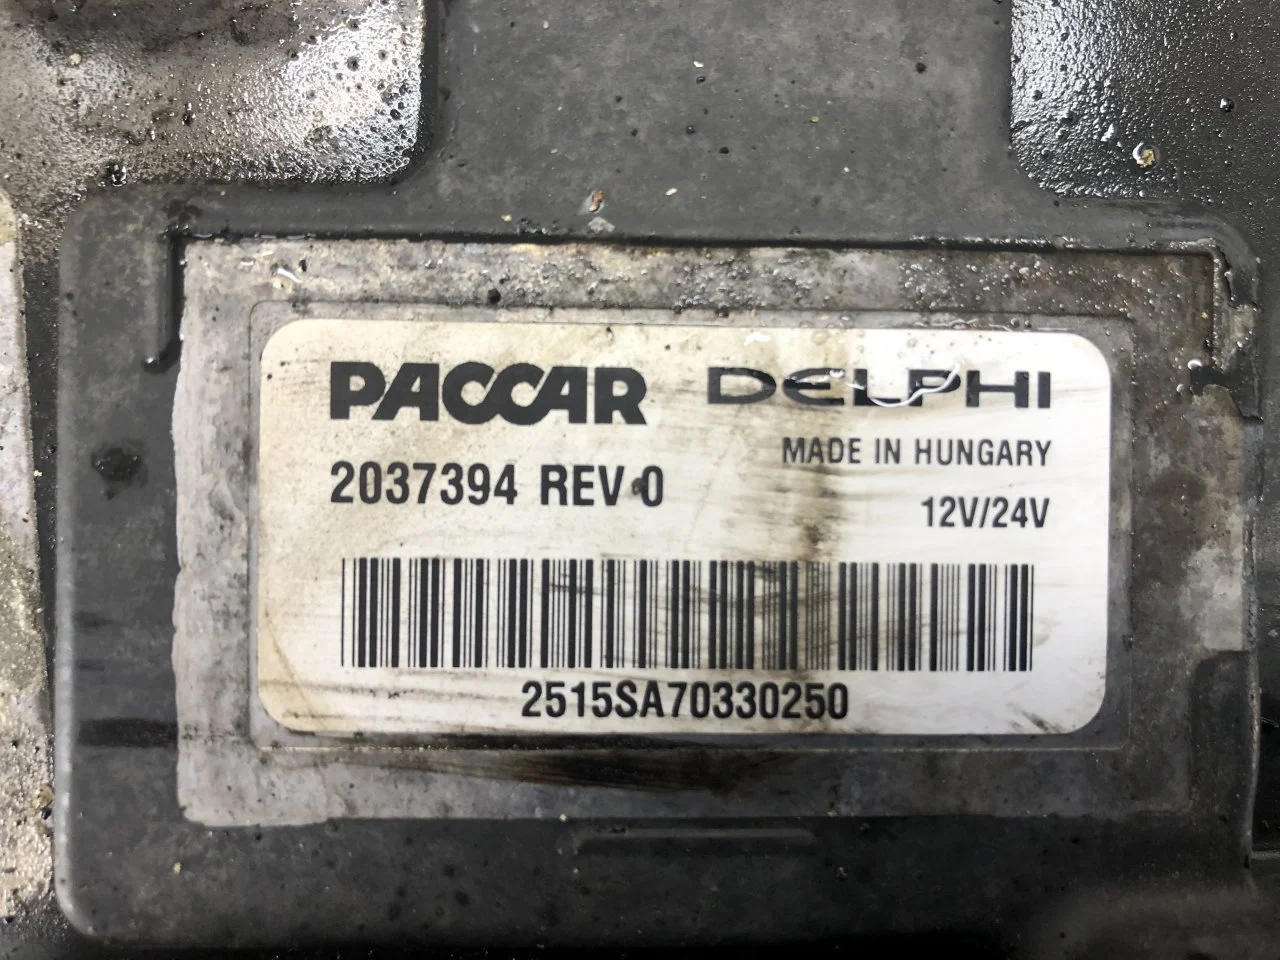 PACCAR DELPHI
MADE IN HUNGARY
2037394 REV 0
12V/24V
2515SA70330250